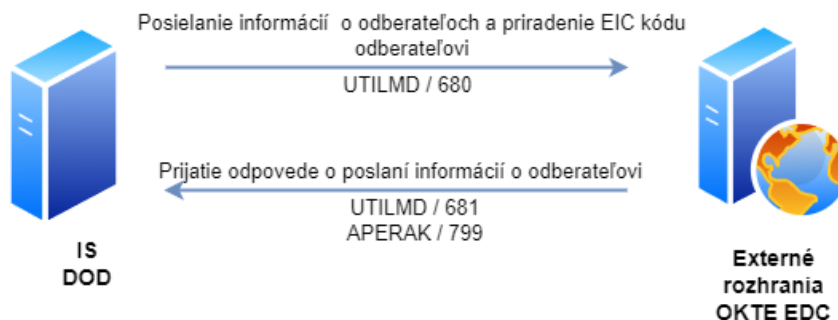 Posielanie informácií o odberateľoch a priradenie EIC kódu
odberateľovi
UTILMD / 680
Prijatie odpovede o poslaní informácií o odberateľovi
UTILMD / 681
APERAK / 799
IS
DOD
Externé
rozhrania
OKTE EDC